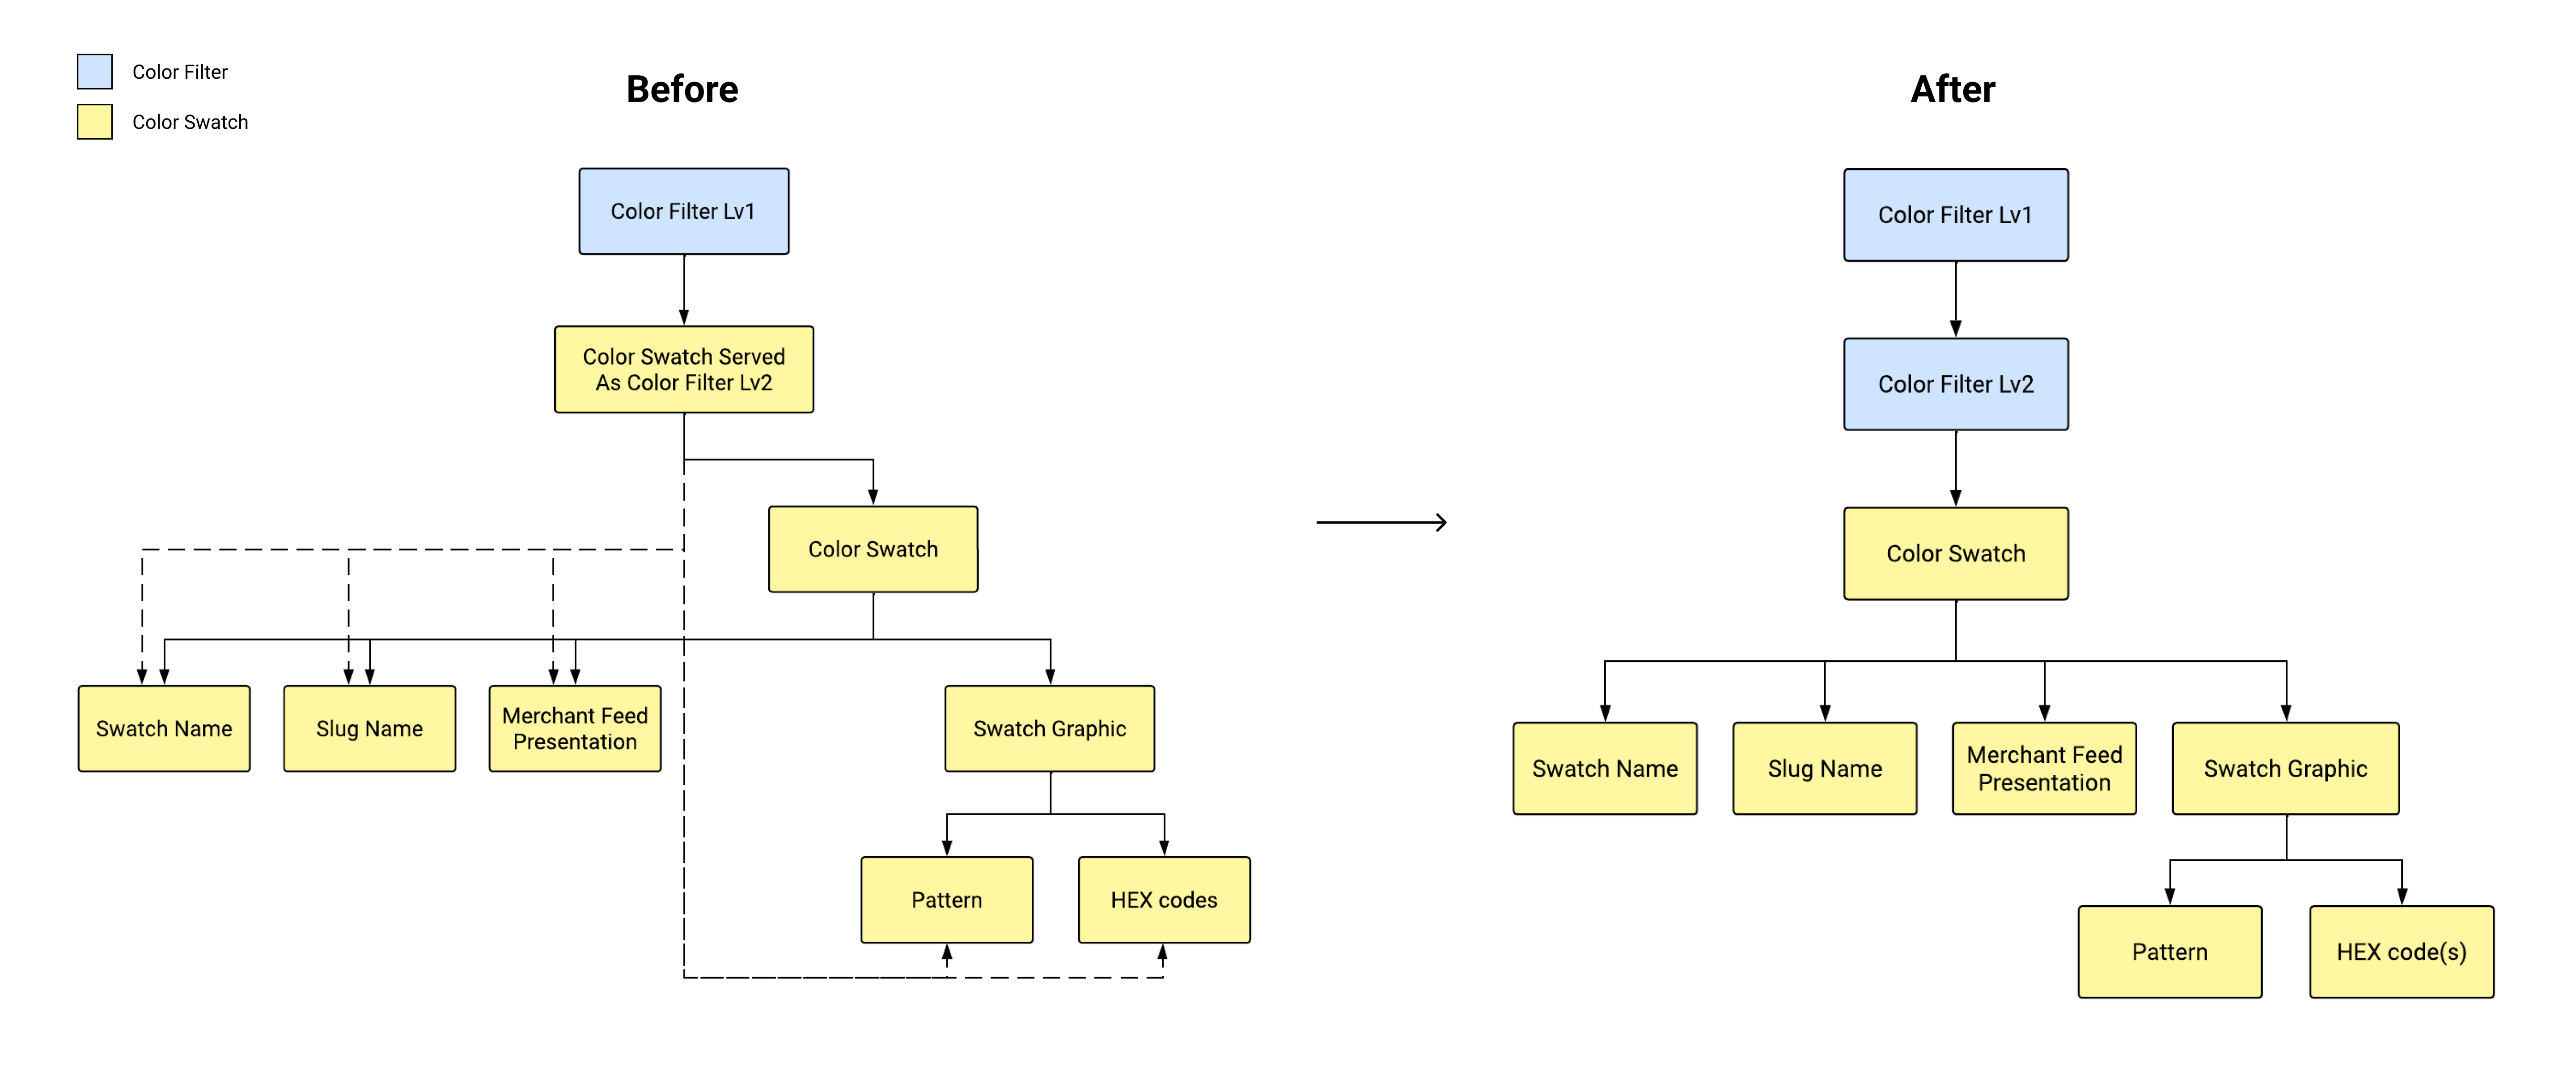 Color Filter
Color Swatch
Before
Color Filter Lv1
Color Swatch Served
As Color Filter Lv2
Color Swatch
Swatch Name
Slug Name
Merchant Feed
Presentation
Swatch Graphic
Pattern
HEX codes
After
Color Filter Lv1
Color Filter Lv2
Color Swatch
Swatch Name
Slug Name
Merchant Feed
Presentation
Swatch Graphic
Pattern
HEX code(s)